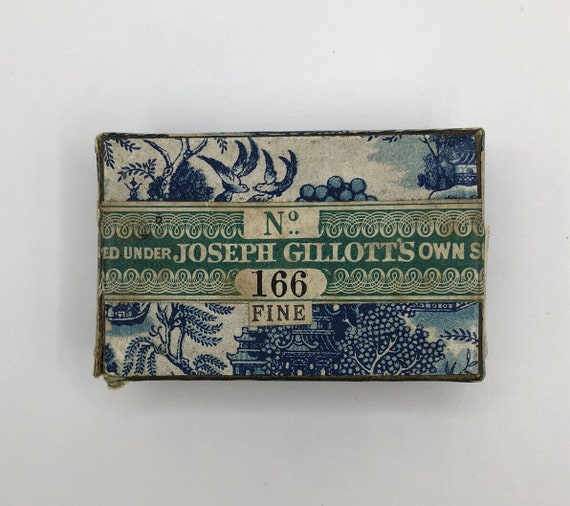 No.
ED UNDER JOSEPH GILLOTT'S OWN S
166
FINE